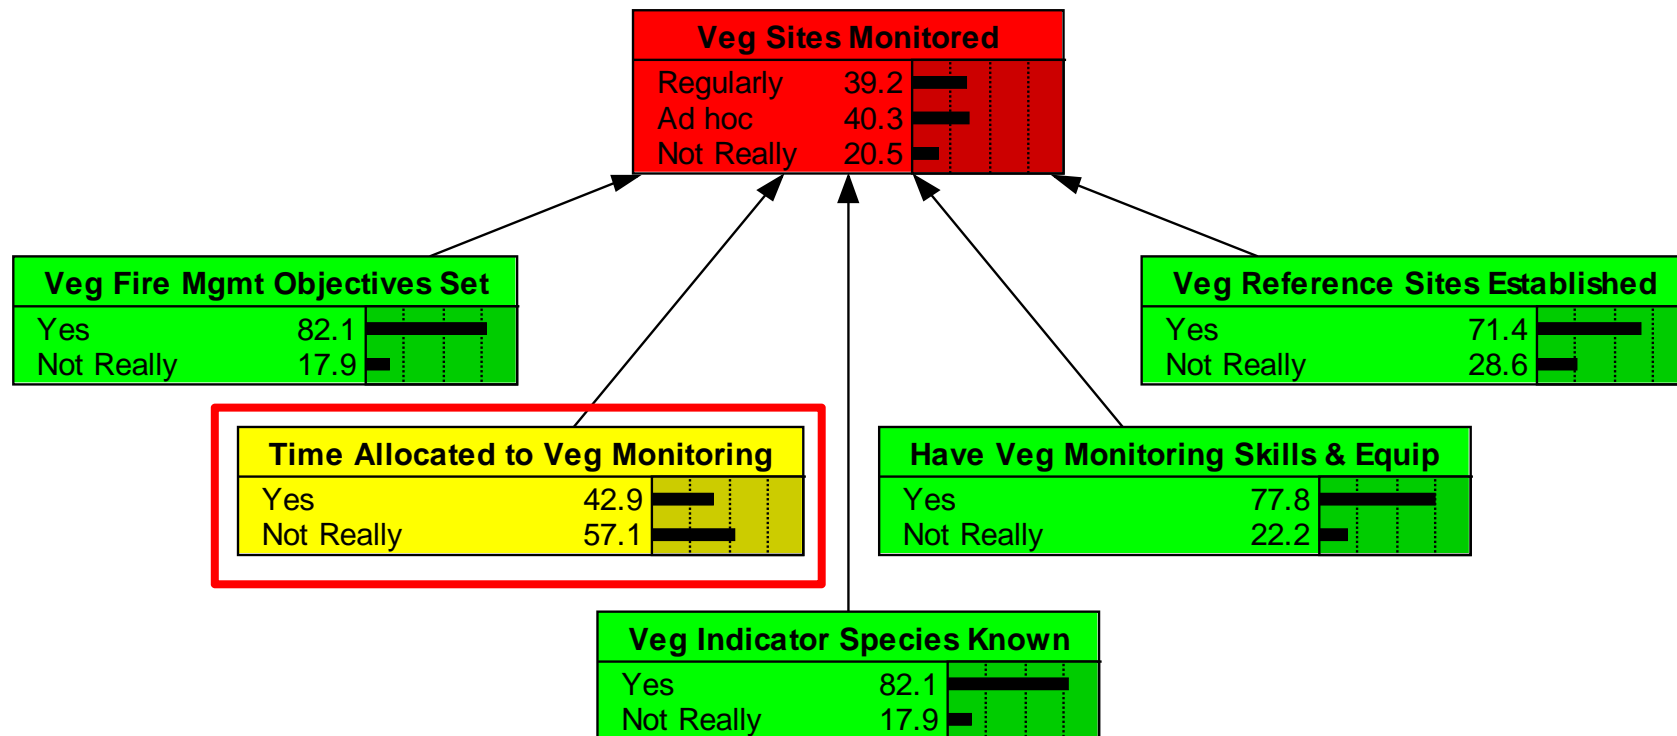 Veg Sites Monitored
Regularly 39.2
Ad hoc 40.3
Not Really 20.5
Veg Fire Mgmt Objectives Set
Yes 82.1
Not Really 17.9
Veg Reference Sites Established
Yes 71.4
Not Really 28.6
Time Allocated to Veg Monitoring
Yes 42.9
Not Really 57.1
Have Veg Monitoring Skills & Equip
Yes 77.8
Not Really 22.2
Veg Indicator Species Known
Yes 82.1
Not Really 17.9